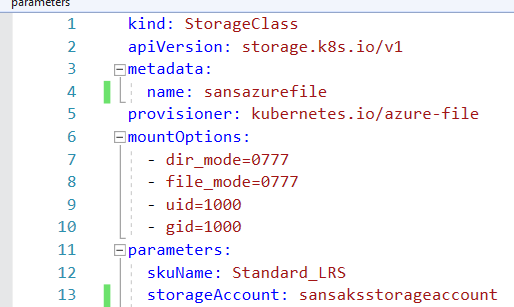 parameters
1 kind: StorageClass
2 apiVersion: storage.k8s.io/v1
3 metadata:
4   name: sansazurefile
5 provisioner: kubernetes.io/azure-file
6 mountOptions:
7   - dir_mode=0777
8   - file_mode=0777
9   - uid=1000
10   - gid=1000
11 parameters:
12   skuName: Standard_LRS
13   storageAccount: sansaksstorageaccount